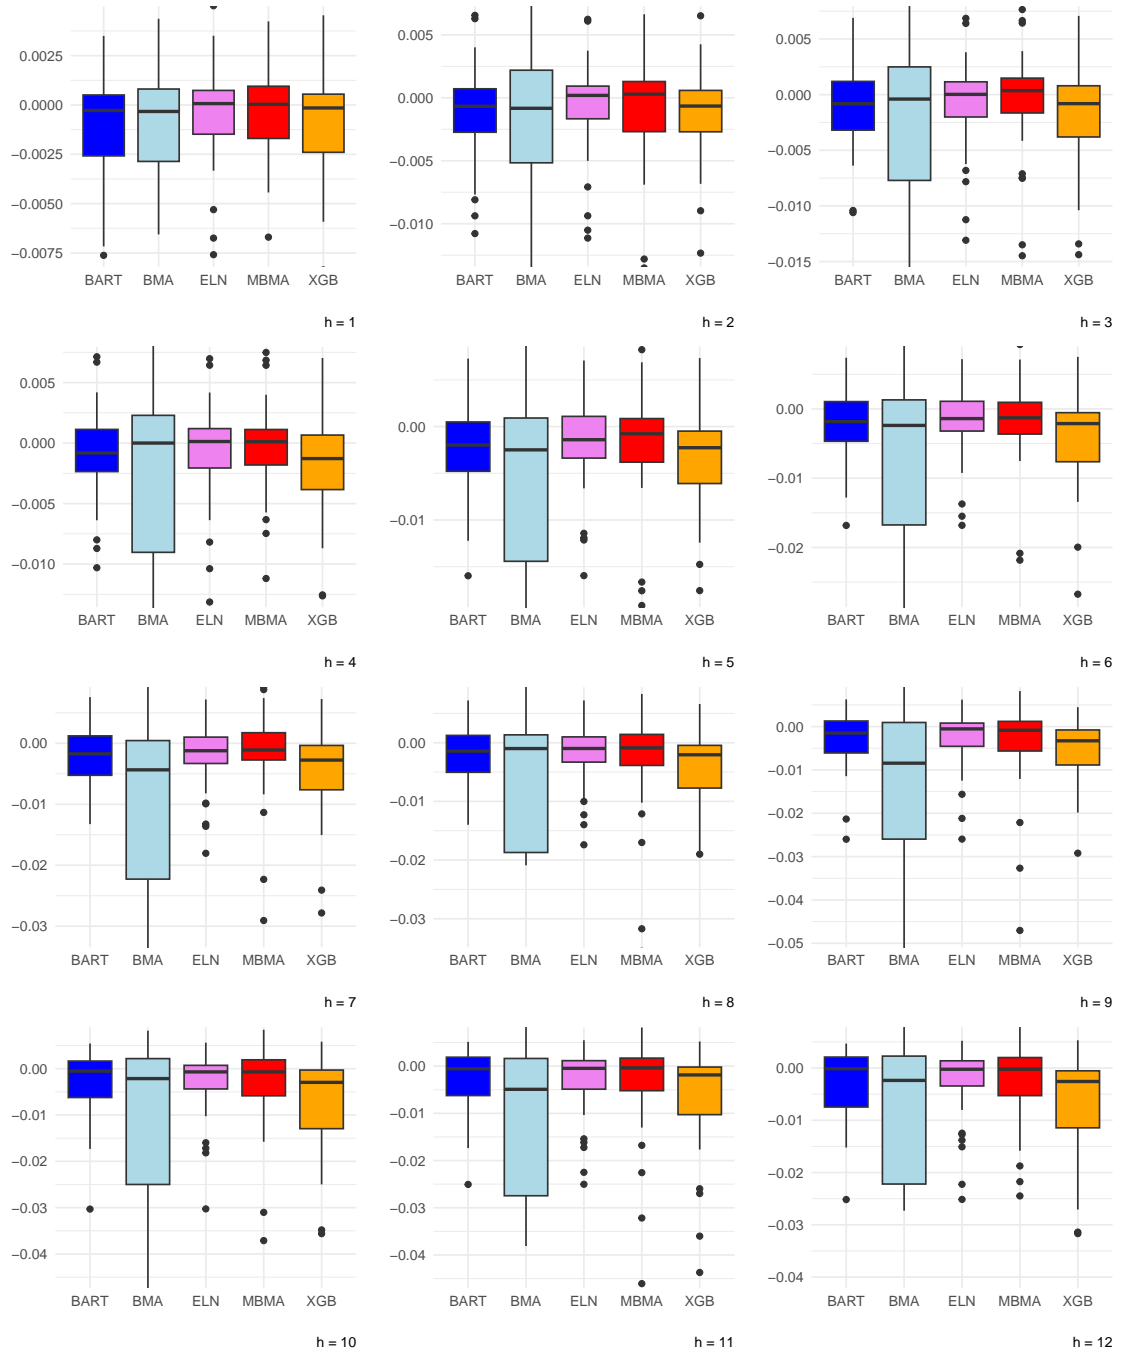 0.0025
0.0000
−0.0025
−0.0050
−0.0075
BART BMA ELN MBMA XGB
h = 1
0.005
0.000
−0.005
−0.010
BART BMA ELN MBMA XGB
h = 2
0.005
0.000
−0.005
−0.010
−0.015
BART BMA ELN MBMA XGB
h = 3
0.005
0.000
−0.005
−0.010
BART BMA ELN MBMA XGB
h = 4
0.00
−0.01
BART BMA ELN MBMA XGB
h = 5
0.00
−0.01
−0.02
BART BMA ELN MBMA XGB
h = 6
0.00
−0.01
−0.02
−0.03
BART BMA ELN MBMA XGB
h = 7
0.00
−0.01
−0.02
−0.03
BART BMA ELN MBMA XGB
h = 8
0.00
−0.01
−0.02
−0.03
−0.04
−0.05
BART BMA ELN MBMA XGB
h = 9
0.00
−0.01
−0.02
−0.03
−0.04
BART BMA ELN MBMA XGB
h = 10
0.00
−0.01
−0.02
−0.03
−0.04
BART BMA ELN MBMA XGB
h = 11
0.00
−0.01
−0.02
−0.03
−0.04
BART BMA ELN MBMA XGB
h = 12